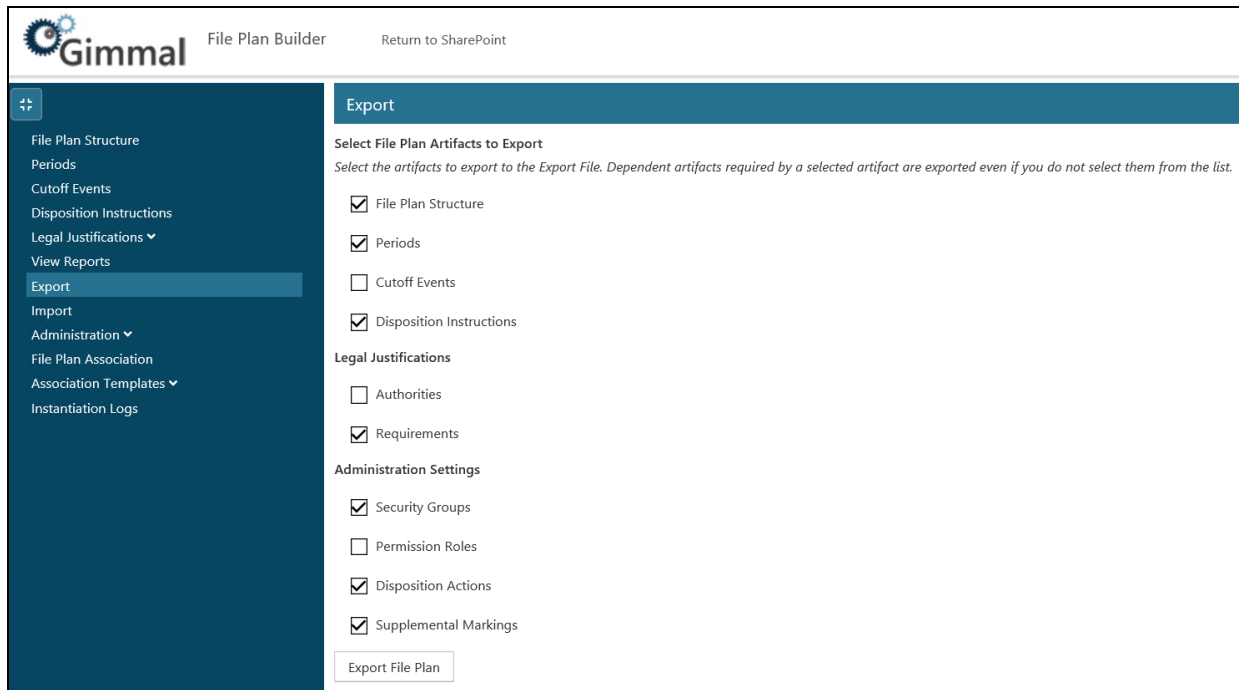 Gimmal
File Plan Builder
Return to SharePoint
File Plan Structure
Periods
Cutoff Events
Disposition Instructions
Legal Justifications
View Reports
Export
Import
Administration
File Plan Association
Association Templates
Instantiation Logs
Export
Select File Plan Artifacts to Export
Select the artifacts to export to the Export File. Dependent artifacts required by a selected artifact are exported even if you do not select them from the list.
File Plan Structure
Periods
Cutoff Events
Disposition Instructions
Legal Justifications
Authorities
Requirements
Administration Settings
Security Groups
Permission Roles
Disposition Actions
Supplemental Markings
Export File Plan